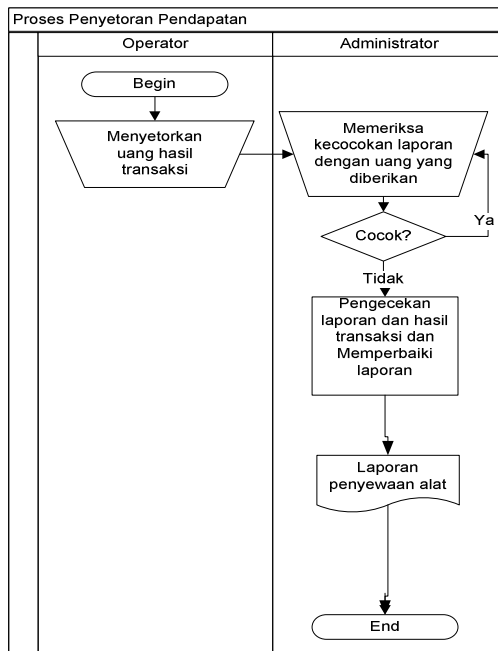 Proses Penyetoran Pendapatan
Operator
Administrator
Begin
Menyetorkan
uang hasil
transaksi
Memeriksa
kecocokan laporan
dengan uang yang
diberikan
Cocok?
Ya
Tidak
Pengecekan
laporan dan hasil
transaksi dan
Memperbaiki
laporan
Laporan
penyewaan alat
End